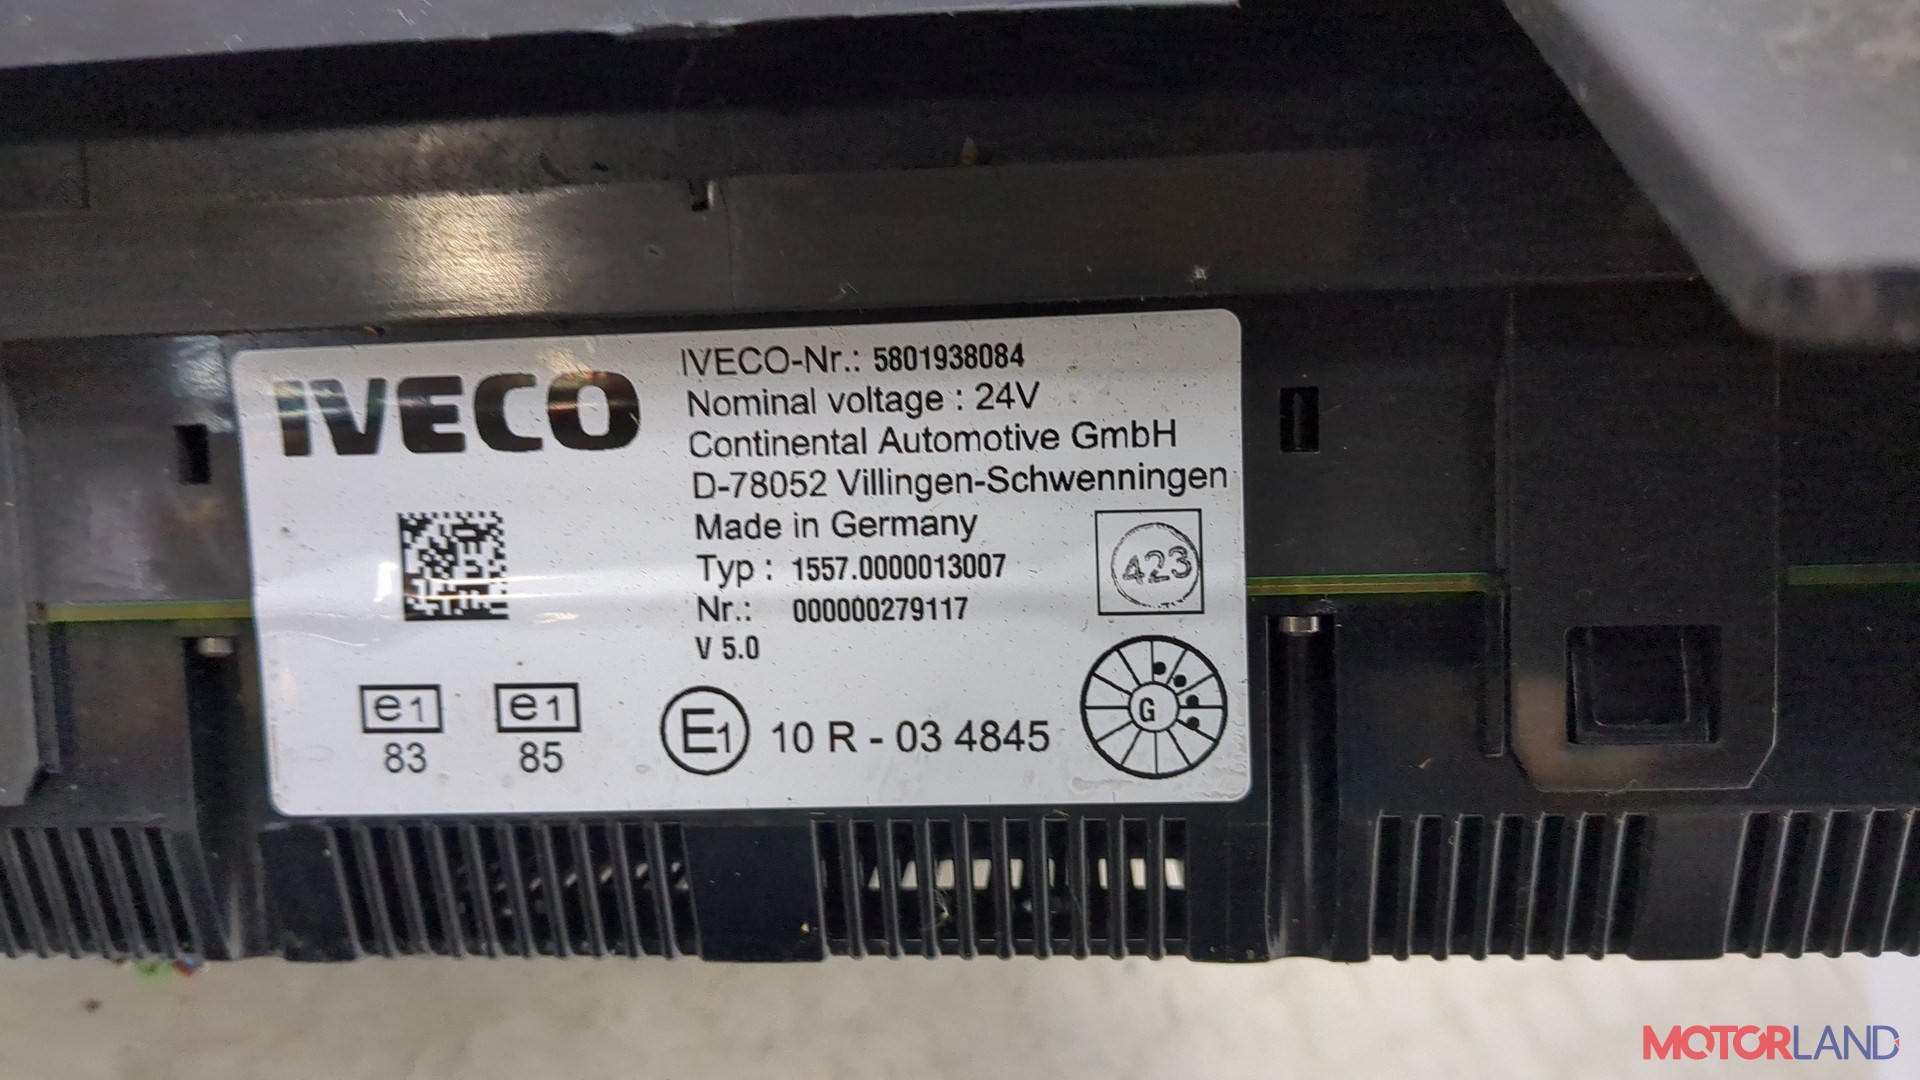 IVECO
IVECO-Nr.: 5801938084
Nominal voltage : 24V
Continental Automotive GmbH
D-78052 Villingen-Schwenningen
Made in Germany
Typ : 1557.0000013007
Nr.: 000000279117
V 5.0
423
e1
83
e1
85
E1 10 R - 03 4845
G
MOTORLAND